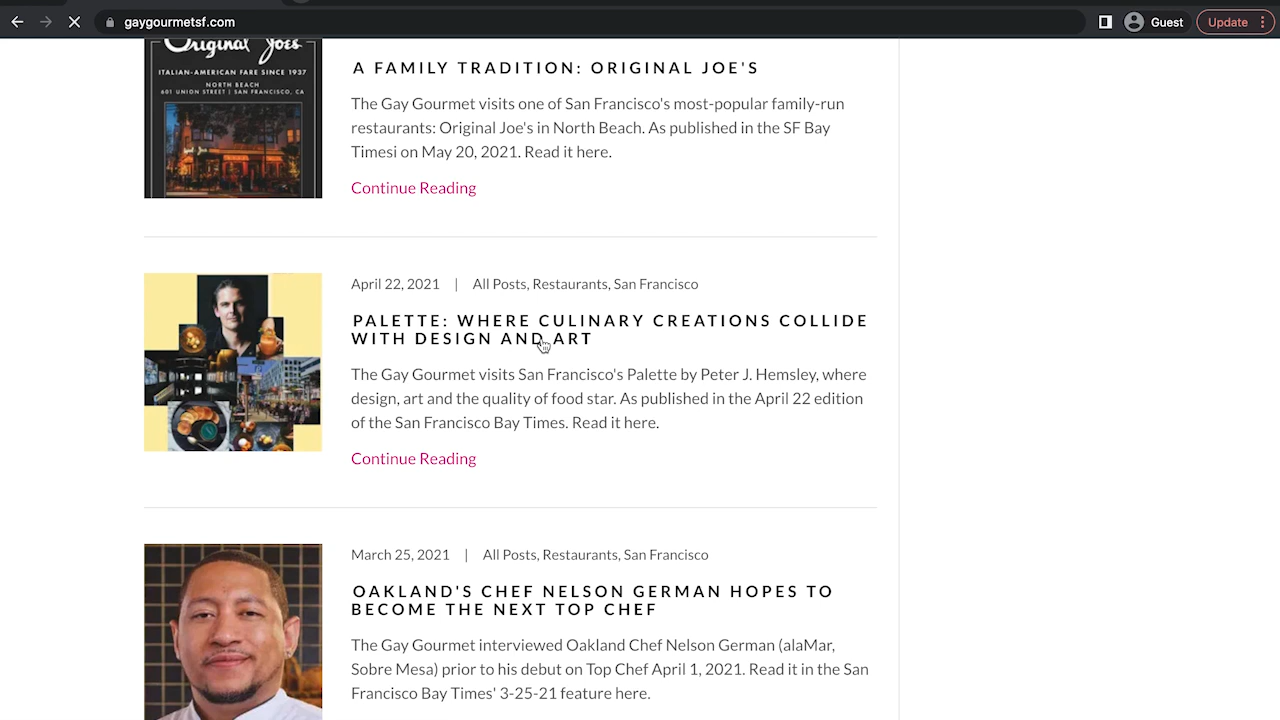 gaygourmetsf.com
Guest
Update
Original Joe's
ITALIAN-AMERICAN FARE SINCE 1937
NORTH BEACH
601 UNION STREET | SAN FRANCISCO, CA
A FAMILY TRADITION: ORIGINAL JOE'S
The Gay Gourmet visits one of San Francisco's most-popular family-run
restaurants: Original Joe's in North Beach. As published in the SF Bay
Timesi on May 20, 2021. Read it here.
Continue Reading
April 22, 2021 | All Posts, Restaurants, San Francisco
PALETTE: WHERE CULINARY CREATIONS COLLIDE
WITH DESIGN AND ART
The Gay Gourmet visits San Francisco's Palette by Peter J. Hemsley, where
design, art and the quality of food star. As published in the April 22 edition
of the San Francisco Bay Times. Read it here.
Continue Reading
March 25, 2021 | All Posts, Restaurants, San Francisco
OAKLAND'S CHEF NELSON GERMAN HOPES TO
BECOME THE NEXT TOP CHEF
The Gay Gourmet interviewed Oakland Chef Nelson German (alaMar,
Sobre Mesa) prior to his debut on Top Chef April 1, 2021. Read it in the San
Francisco Bay Times' 3-25-21 feature here.